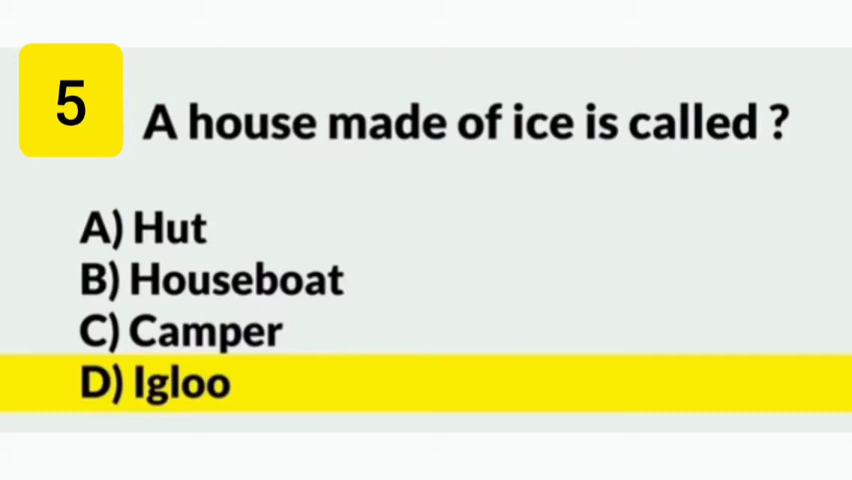 5
A house made of ice is called ?
A) Hut
B) Houseboat
C) Camper
D) Igloo